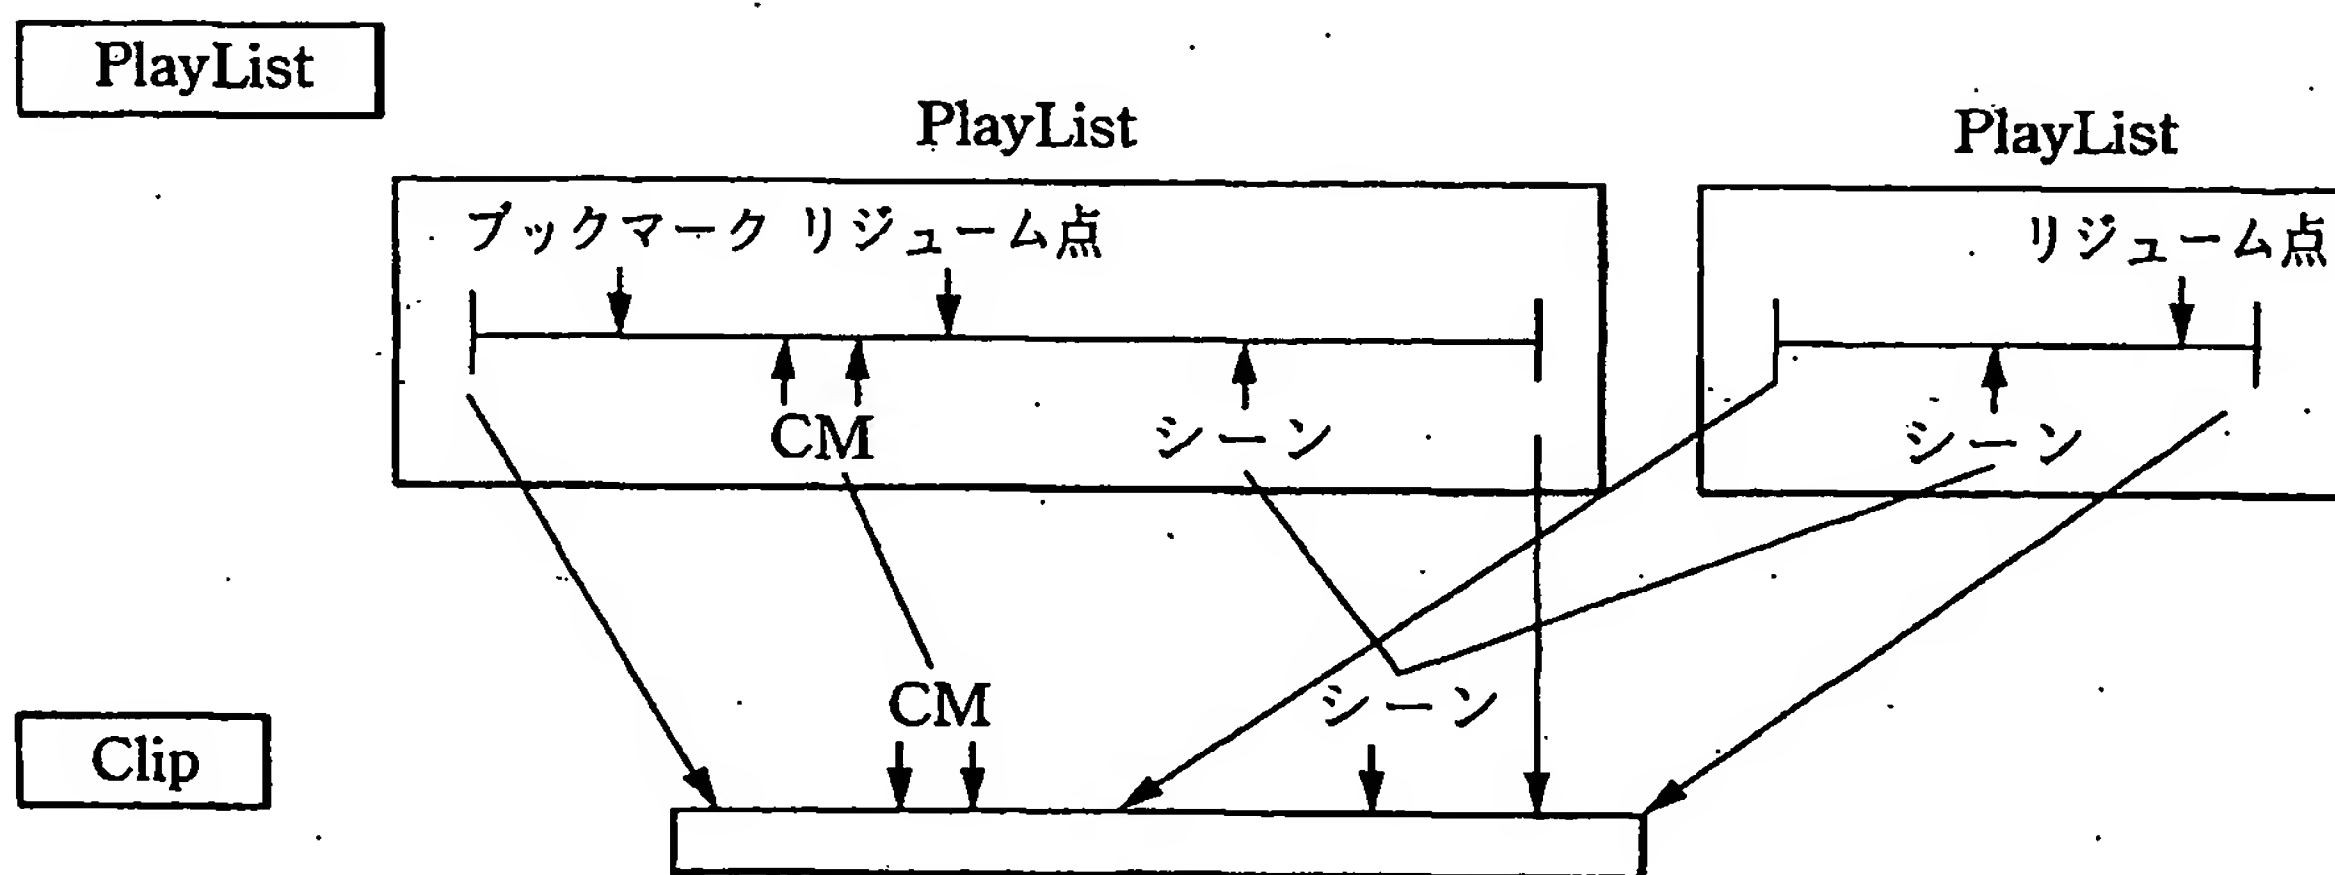 PlayList
PlayList
PlayList
ブックマーク リジューム点
リジューム点
CM
シーン
シーン
CM
シーン
Clip